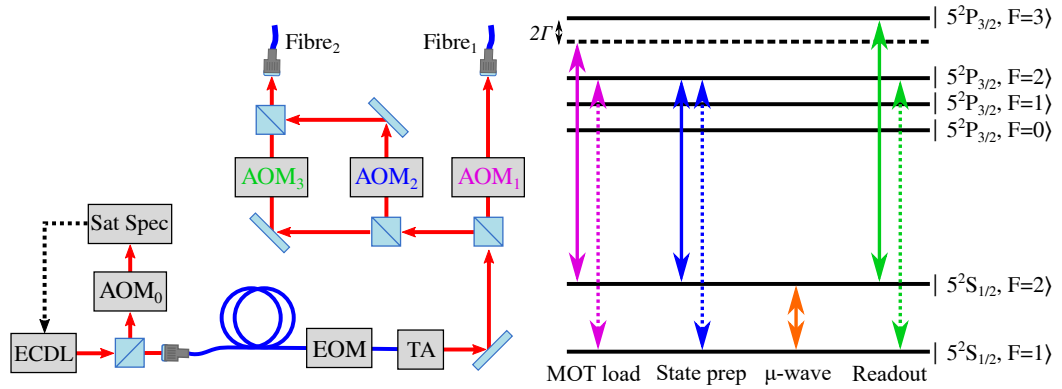 Fibre₂
Fibre₁
AOM₃
AOM₂
AOM₁
Sat Spec
AOM₀
ECDL
EOM
TA
2Γ
| 5²P₃/₂, F=3⟩
| 5²P₃/₂, F=2⟩
| 5²P₃/₂, F=1⟩
| 5²P₃/₂, F=0⟩
| 5²S₁/₂, F=2⟩
| 5²S₁/₂, F=1⟩
MOT load State prep μ-wave Readout